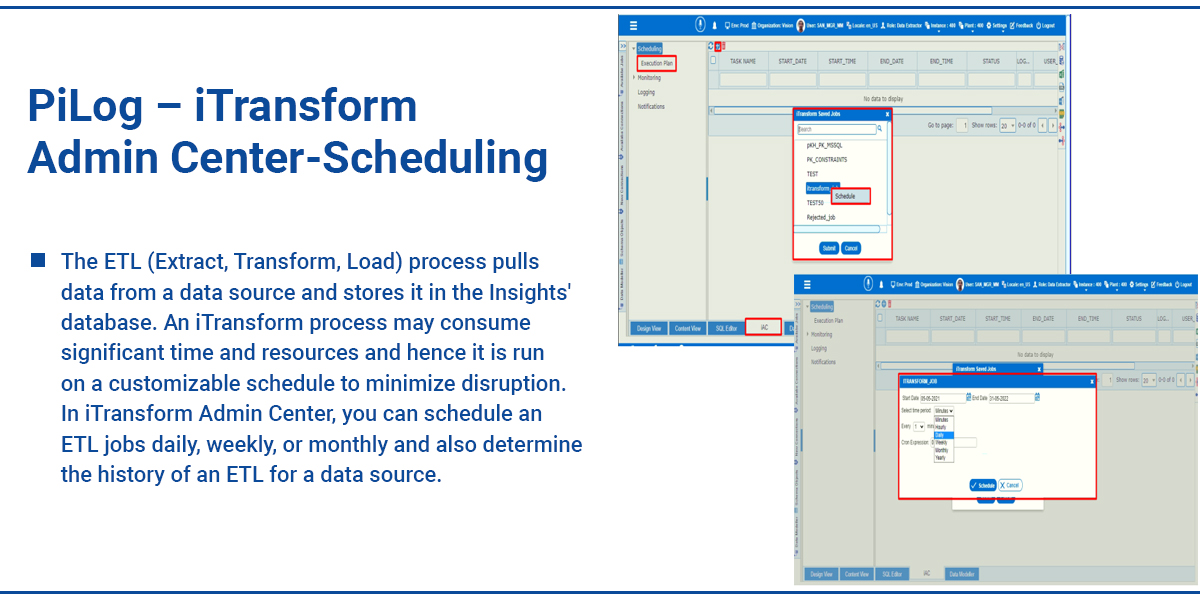 PiLog – iTransform
Admin Center-Scheduling
■ The ETL (Extract, Transform, Load) process pulls
data from a data source and stores it in the Insights'
database. An iTransform process may consume
significant time and resources and hence it is run
on a customizable schedule to minimize disruption.
In iTransform Admin Center, you can schedule an
ETL jobs daily, weekly, or monthly and also determine
the history of an ETL for a data source.
Env: Prod Organization: Vision User: SAN_MGR_MM Locale: en_US Role: Data Extractor Instance : 400 Plant : 400 Settings Feedback Logout
Scheduling
Execution Plan
Monitoring
Logging
Notifications
TASK NAME START_DATE START_TIME END_DATE END_TIME STATUS LOG... USER_
No data to display
Go to page: 1 Show rows: 20 0-0 of 0
iTransform Saved Jobs x
Search
pKH_PK_MSSQL
PK_CONSTRAINTS
TEST
itransform
Schedule
TEST50
Rejected_job
Submit Cancel
Design View Content View SQL Editor IAC
Env: Prod Organization: Vision User: SAN_MGR_MM Locale: en_US Role: Data Extractor Instance : 400 Plant : 400 Settings Feedback Logout
Scheduling
Execution Plan
Monitoring
Logging
Notifications
TASK NAME START_DATE START_TIME END_DATE END_TIME STATUS LOG... USER_
No data to display
1 Show rows: 20 0-0 of 0
iTransform Saved Jobs x
ITRANSFORM_JOB x
Start Date 05-05-2021 End Date 31-05-2022
Select time period Minutes
Minutes
Hourly
Daily
Weekly
Monthly
Yearly
Every 1
Cron Expression
Schedule Cancel
Design View Content View SQL Editor IAC Data Modeller